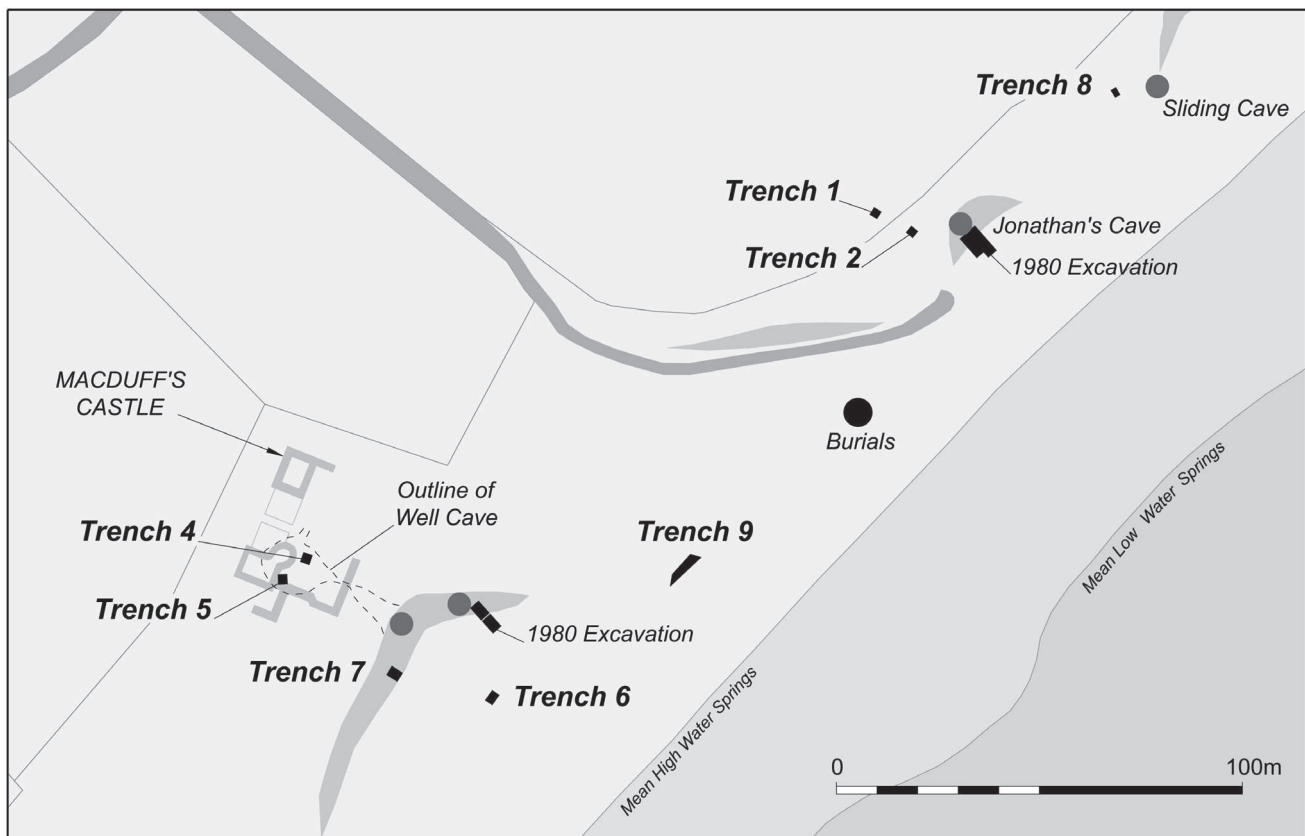 Trench 8
Sliding Cave
Trench 1
Trench 2
Jonathan's Cave
1980 Excavation
MACDUFF'S
CASTLE
Burials
Outline of
Well Cave
Mean Low Water Springs
Trench 4
Trench 9
Trench 5
1980 Excavation
Trench 7
Trench 6
Mean High Water Springs
0
100m